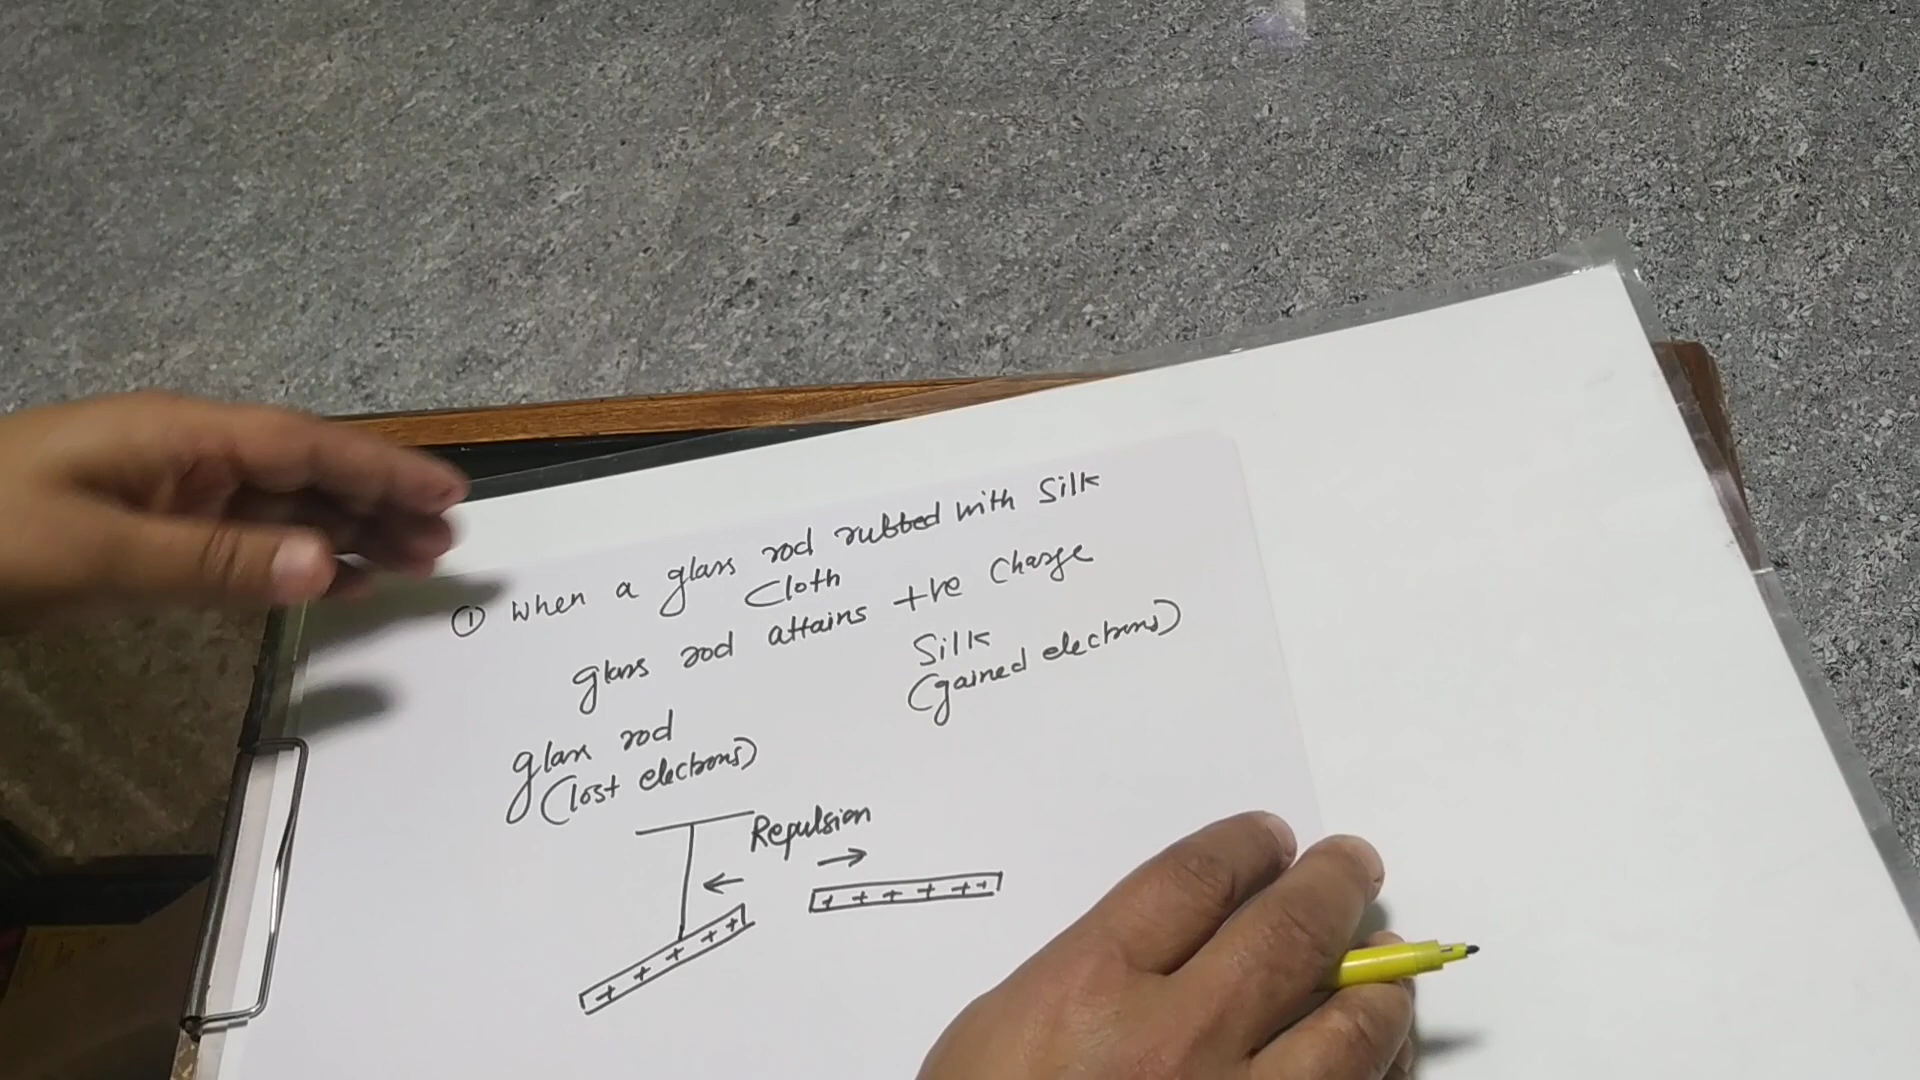 ① When a glass rod rubbed with Silk
Cloth
glass rod attains +ve Charge
Silk
(gained electrons)
glass rod
(lost electrons)
Repulsion
← →
+ + + + +
+ + + + + +